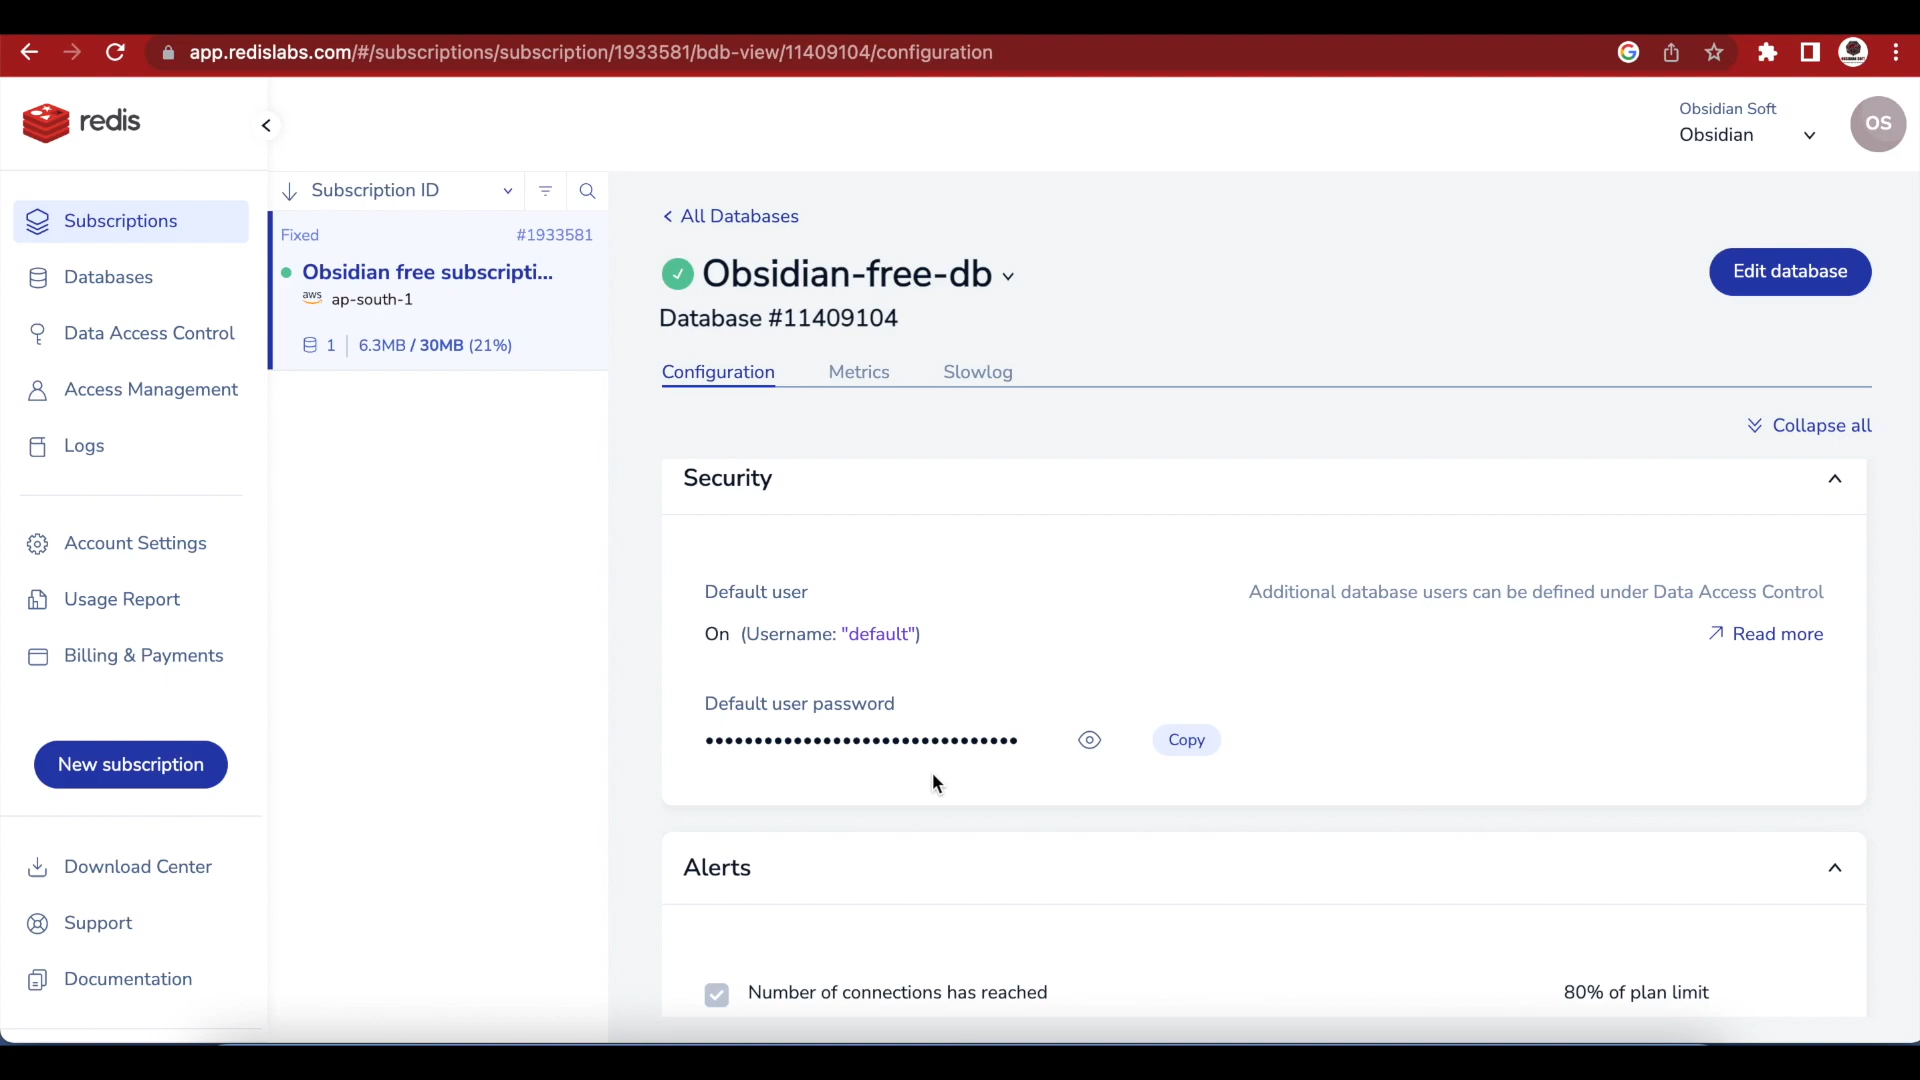 app.redislabs.com/#/subscriptions/subscription/1933581/bdb-view/11409104/configuration
redis
Obsidian Soft
Obsidian
OS
Subscriptions
Databases
Data Access Control
Access Management
Logs
Account Settings
Usage Report
Billing & Payments
New subscription
Download Center
Support
Documentation
Subscription ID
Fixed #1933581
Obsidian free subscripti...
aws ap-south-1
1 6.3MB / 30MB (21%)
All Databases
Obsidian-free-db
Edit database
Database #11409104
Configuration Metrics Slowlog
Collapse all
Security
Default user Additional database users can be defined under Data Access Control
On (Username: "default") Read more
Default user password
•••••••••••••••••••••••••••••••• Copy
Alerts
Number of connections has reached 80% of plan limit